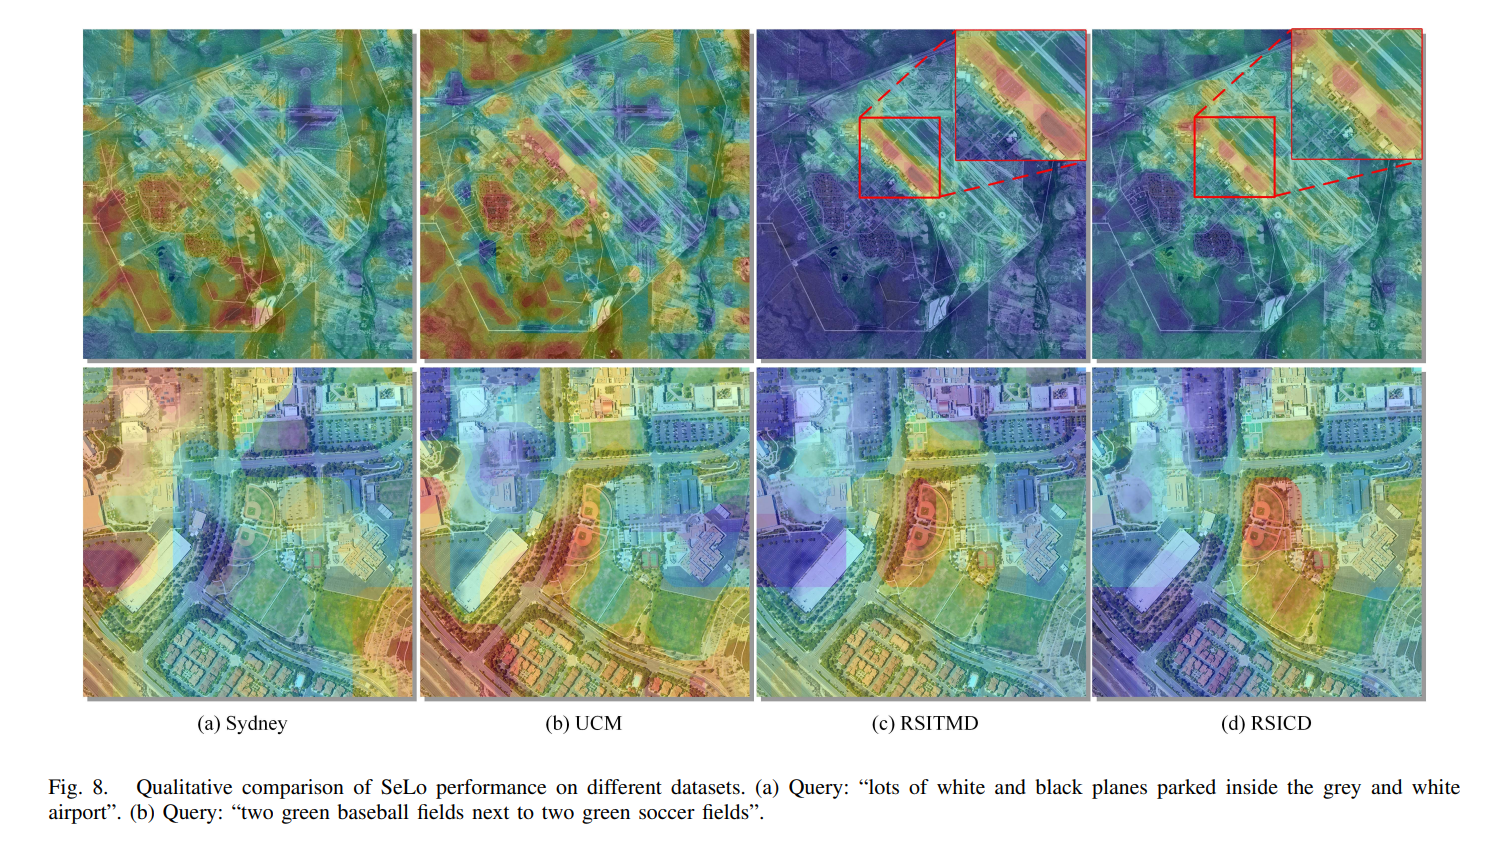 (a) Sydney
(b) UCM
(c) RSITMD
(d) RSICD
Fig. 8. Qualitative comparison of SeLo performance on different datasets. (a) Query: “lots of white and black planes parked inside the grey and white
airport”. (b) Query: “two green baseball fields next to two green soccer fields”.